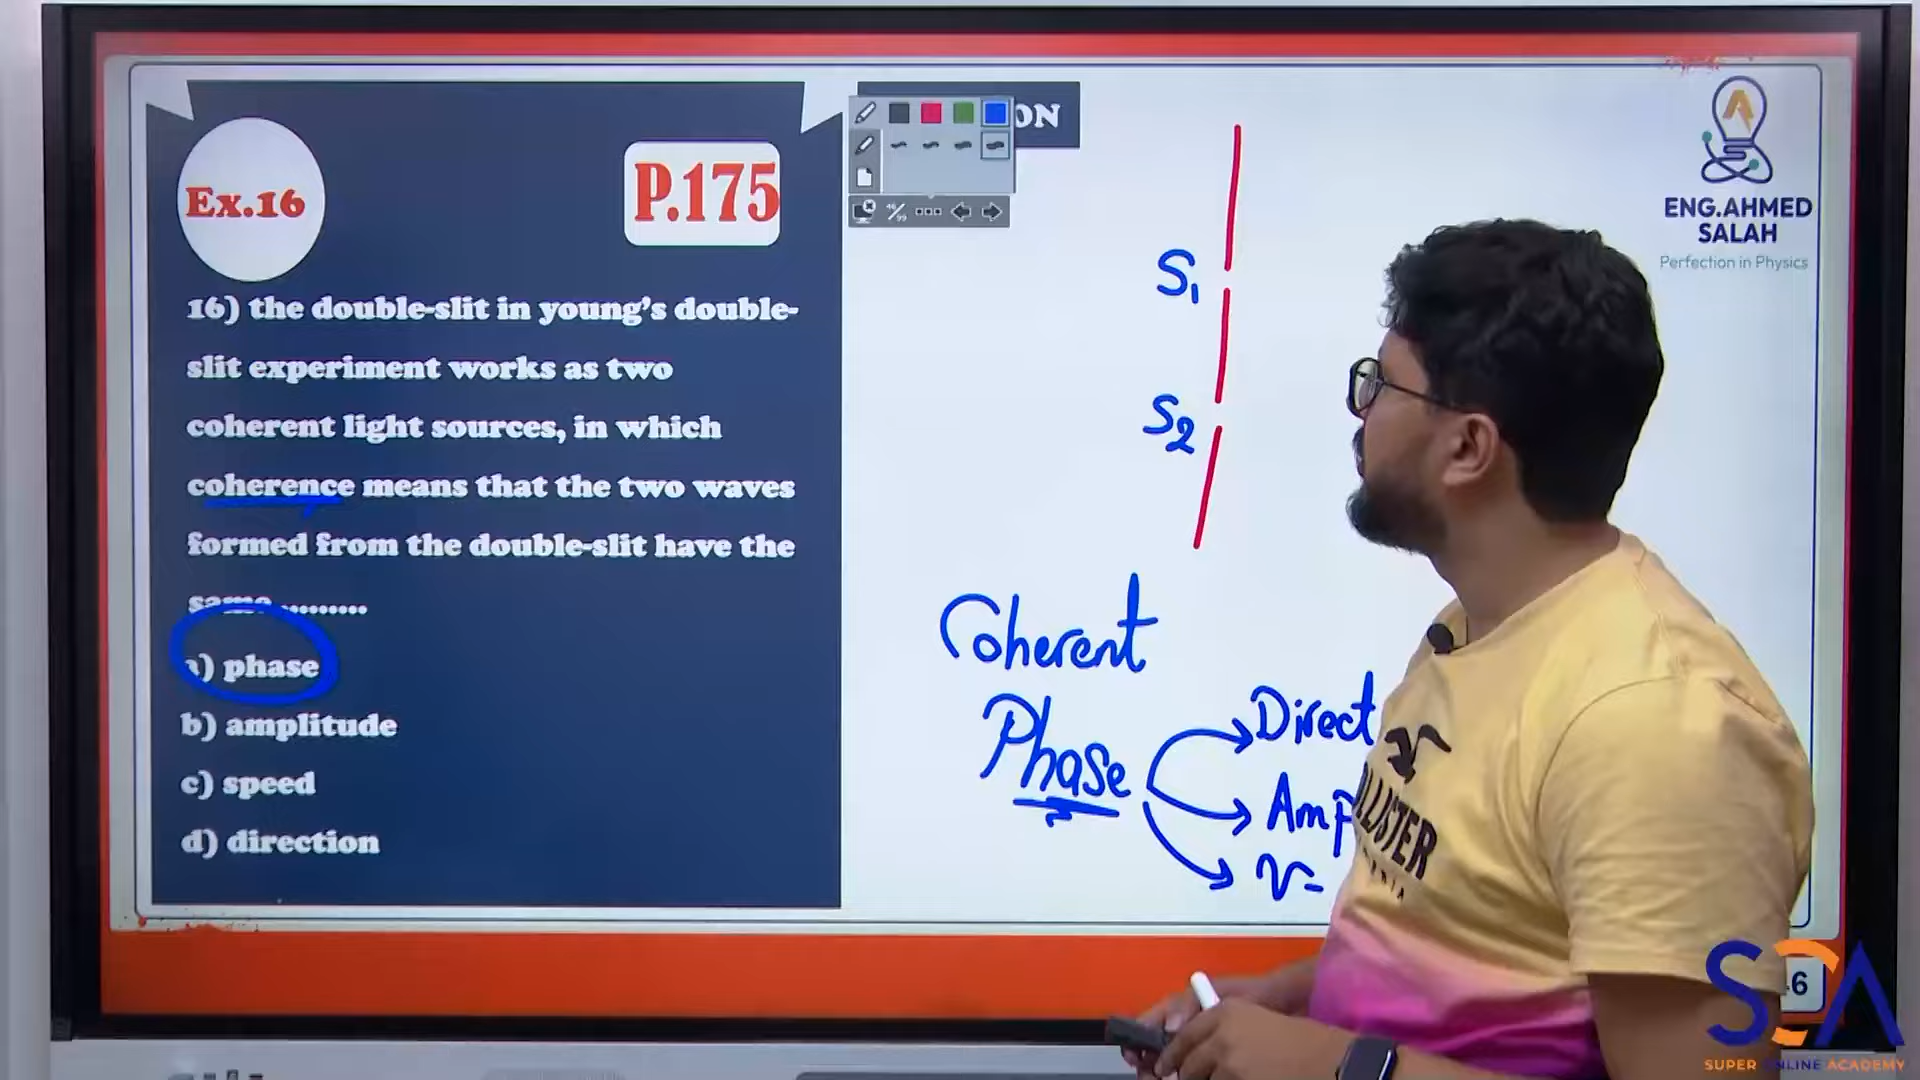 Ex.16
P.175
16) the double-slit in young's double-
slit experiment works as two
coherent light sources, in which
coherence means that the two waves
formed from the double-slit have the
same .........
a) phase
b) amplitude
c) speed
d) direction
ON
S₁
S₂
Coherent
Phase
Direct
Amp
ENG.AHMED
SALAH
Perfection in Physics
SUPER ONLINE ACADEMY